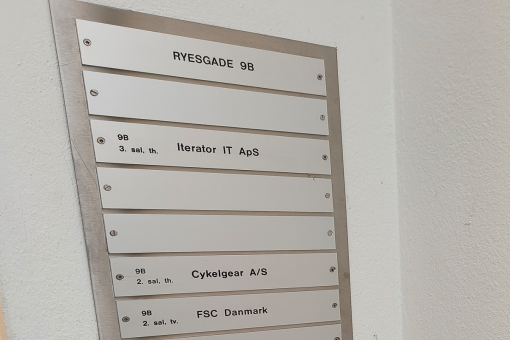 RYESGADE 9B
9B
3. sal. th. Iterator IT ApS
9B
2. sal. th. Cykelgear A/S
9B
2. sal. tv. FSC Danmark